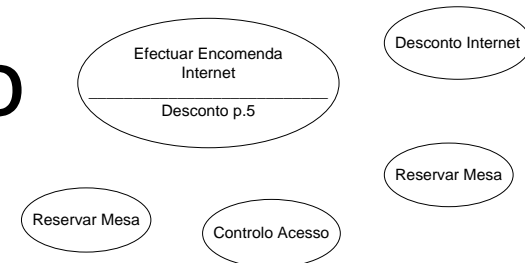 Efectuar Encomenda
Internet
Desconto p.5
Desconto Internet
Reservar Mesa
Reservar Mesa
Controlo Acesso